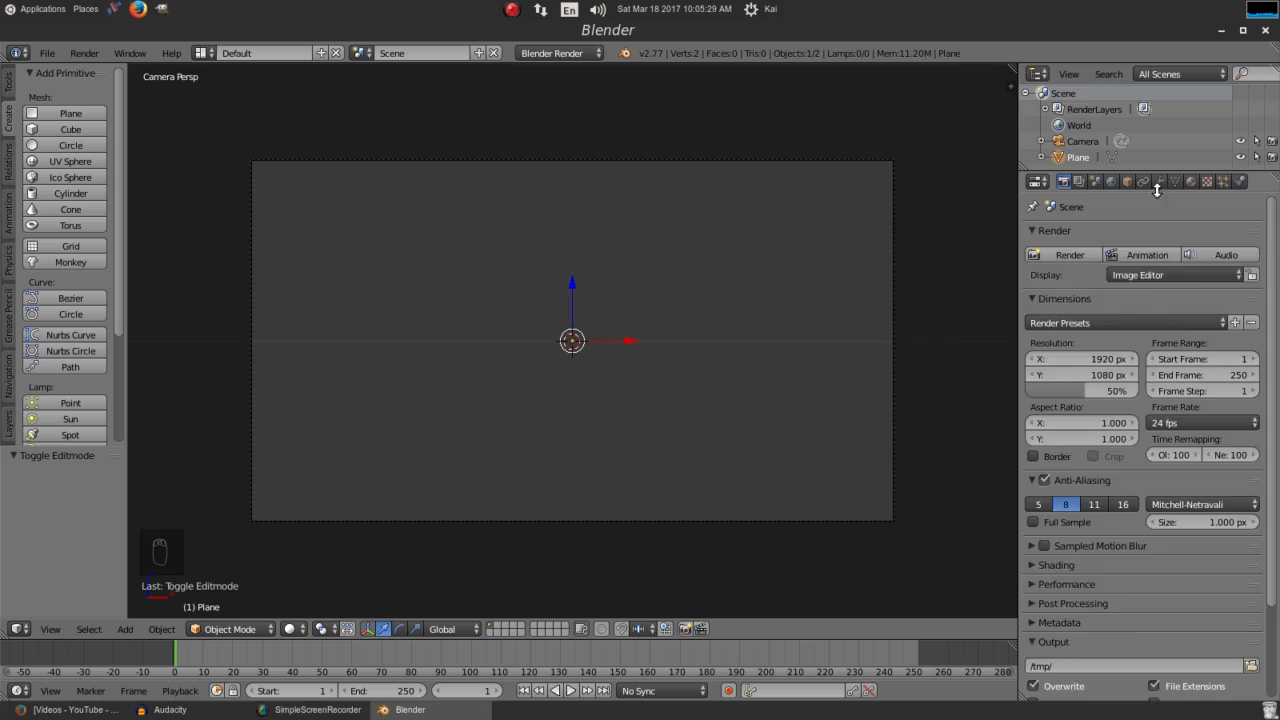 Applications Places En Sat Mar 18 2017 10:05:29 AM Kai
Blender
File Render Window Help Default Scene Blender Render v2.77 | Verts:2 | Faces:0 | Tris:0 | Objects:1/2 | Lamps:0/0 | Mem:11.20M | Plane
Tools
Create
Relations
Animation
Physics
Grease Pencil
Navigation
Layers
Add Primitive
Mesh:
Plane
Cube
Circle
UV Sphere
Ico Sphere
Cylinder
Cone
Torus
Grid
Monkey
Curve:
Bezier
Circle
Nurbs Curve
Nurbs Circle
Path
Lamp:
Point
Sun
Spot
Toggle Editmode
Camera Persp
Last: Toggle Editmode
(1) Plane
View Select Add Object Object Mode Global
View Search All Scenes
Scene
RenderLayers
World
Camera
Plane
Scene
Render
Render Animation Audio
Display: Image Editor
Dimensions
Render Presets
Resolution: Frame Range:
X: 1920 px Start Frame: 1
Y: 1080 px End Frame: 250
50% Frame Step: 1
Aspect Ratio: Frame Rate:
X: 1.000 24 fps
Y: 1.000 Time Remapping:
Border Crop Ol: 100 Ne: 100
Anti-Aliasing
5 8 11 16 Mitchell-Netravali
Full Sample Size: 1.000 px
Sampled Motion Blur
Shading
Performance
Post Processing
Metadata
Output
/tmp/
Overwrite File Extensions
-50 -40 -30 -20 -10 0 10 20 30 40 50 60 70 80 90 100 110 120 130 140 150 160 170 180 190 200 210 220 230 240 250 260 270 280
View Marker Frame Playback Start: 1 End: 250 1 No Sync
[Videos - YouTube - ... Audacity SimpleScreenRecorder Blender